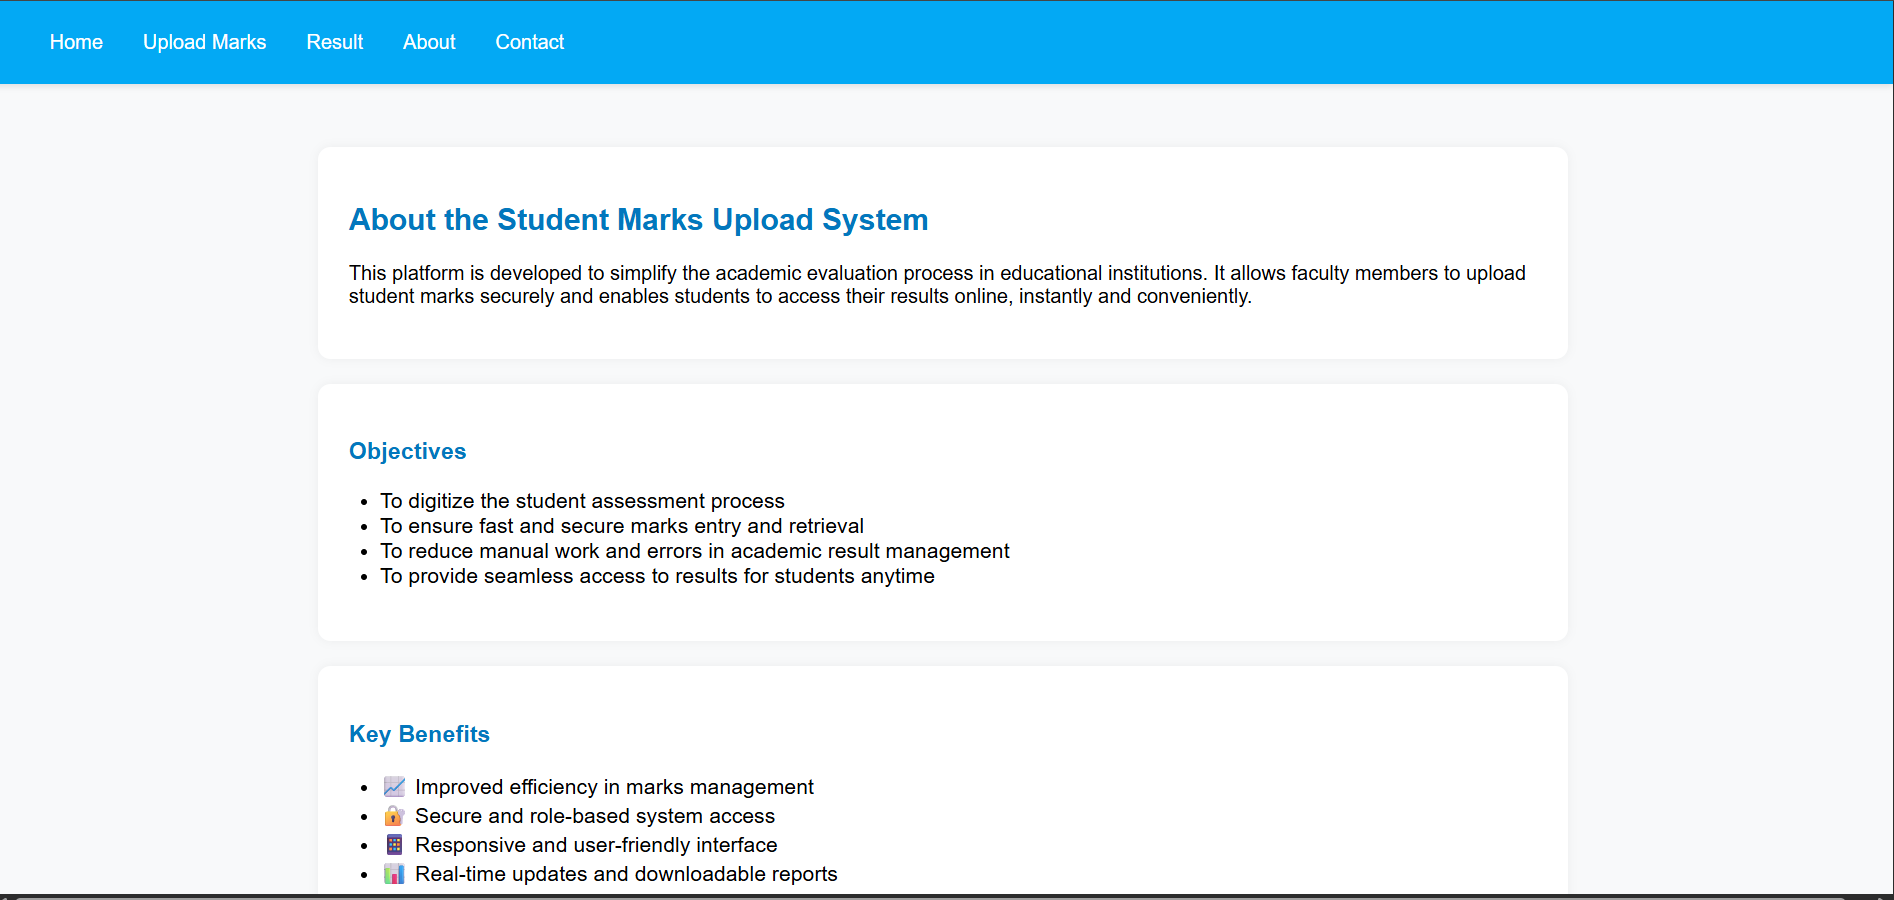 Home Upload Marks Result About Contact
About the Student Marks Upload System
This platform is developed to simplify the academic evaluation process in educational institutions. It allows faculty members to upload
student marks securely and enables students to access their results online, instantly and conveniently.
Objectives
• To digitize the student assessment process
• To ensure fast and secure marks entry and retrieval
• To reduce manual work and errors in academic result management
• To provide seamless access to results for students anytime
Key Benefits
• 📈 Improved efficiency in marks management
• 🔐 Secure and role-based system access
• 📱 Responsive and user-friendly interface
• 📊 Real-time updates and downloadable reports